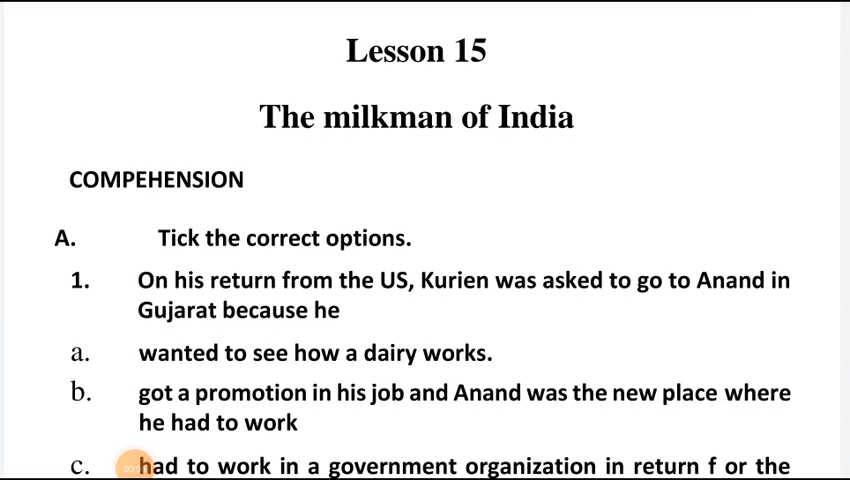 Lesson 15
The milkman of India
COMPEHENSION
A. Tick the correct options.
1. On his return from the US, Kurien was asked to go to Anand in
Gujarat because he
a. wanted to see how a dairy works.
b. got a promotion in his job and Anand was the new place where
he had to work
c. had to work in a government organization in return f or the